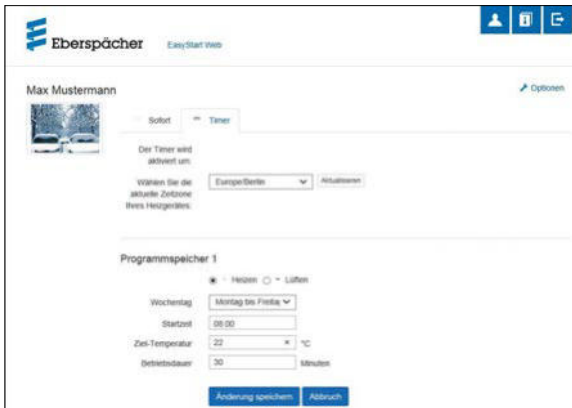 Eberspächer
EasyStart Web
Max Mustermann
Optionen
Sofort
Timer
Der Timer wird
aktiviert um:
Wählen Sie die
aktuelle Zeitzone
Ihres Heizgerätes:
Europe/Berlin
Aktualisieren
Programmspeicher 1
Heizen
Lüften
Wochentag
Montag bis Freitag
Startzeit
08:00
Ziel-Temperatur
22
×
°C
Betriebsdauer
30
Minuten
Änderung speichern
Abbruch